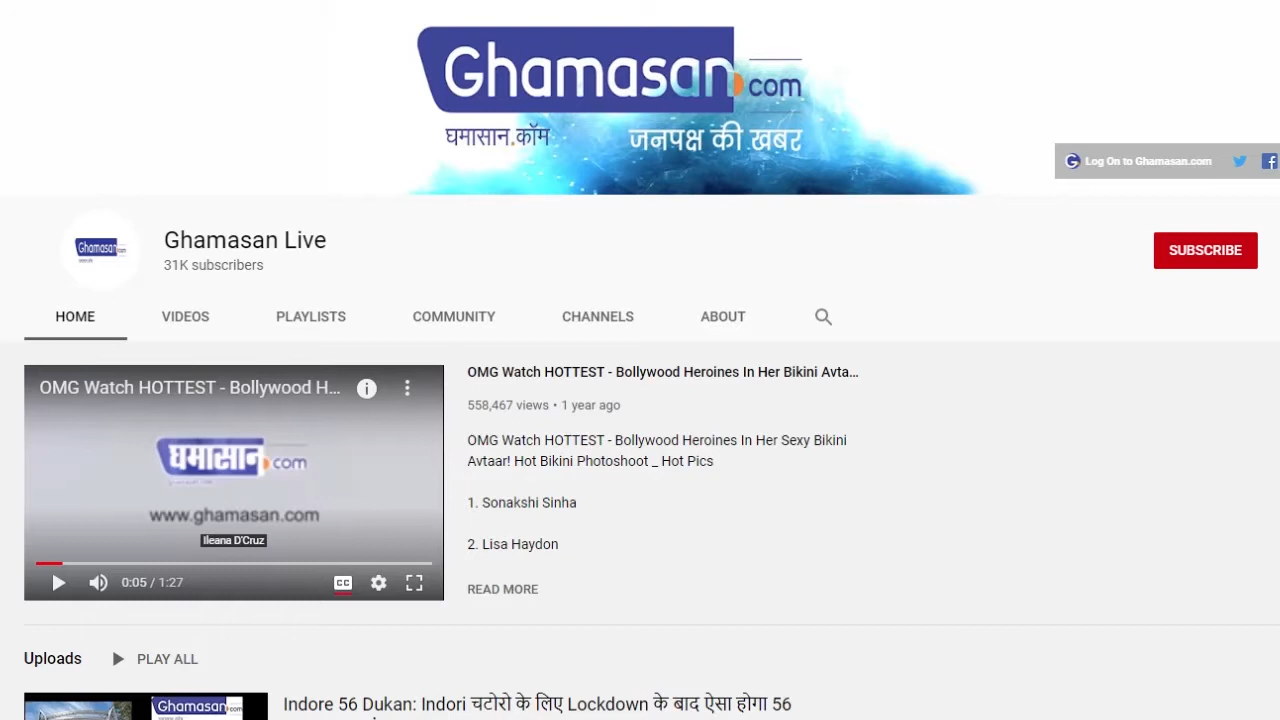 Ghamasan.com
घमासान.कॉम जनपक्ष की खबर
Log On to Ghamasan.com
Ghamasan
Ghamasan Live
31K subscribers
SUBSCRIBE
HOME VIDEOS PLAYLISTS COMMUNITY CHANNELS ABOUT
OMG Watch HOTTEST - Bollywood H...
घमासान.com
www.ghamasan.com
Ileana D'Cruz
0:05 / 1:27
CC
OMG Watch HOTTEST - Bollywood Heroines In Her Bikini Avta...
558,467 views • 1 year ago
OMG Watch HOTTEST - Bollywood Heroines In Her Sexy Bikini
Avtaar! Hot Bikini Photoshoot _ Hot Pics
1. Sonakshi Sinha
2. Lisa Haydon
READ MORE
Uploads PLAY ALL
Ghamasan.com
Indore 56 Dukan: Indori चटोरो के लिए Lockdown के बाद ऐसा होगा 56